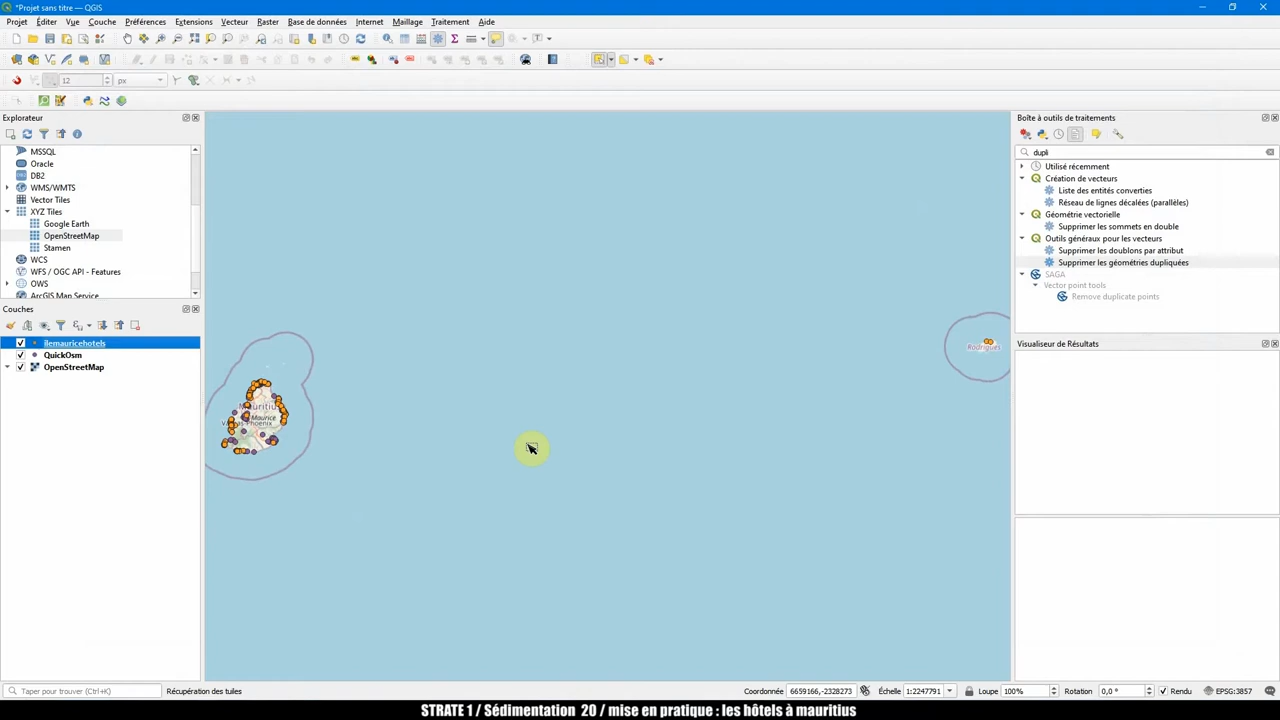 *Projet sans titre — QGIS
Projet Éditer Vue Couche Préférences Extensions Vecteur Raster Base de données Internet Maillage Traitement Aide
12 px
Explorateur
MSSQL
Oracle
DB2
WMS/WMTS
Vector Tiles
XYZ Tiles
Google Earth
OpenStreetMap
Stamen
WCS
WFS / OGC API - Features
OWS
ArcGIS Map Service
Couches
ilemauricehotels
QuickOsm
OpenStreetMap
Maurice
Rodrigues
Boîte à outils de traitements
dupli
Utilisé récemment
Création de vecteurs
Liste des entités converties
Réseau de lignes décalées (parallèles)
Géométrie vectorielle
Supprimer les sommets en double
Outils généraux pour les vecteurs
Supprimer les doublons par attribut
Supprimer les géométries dupliquées
SAGA
Vector point tools
Remove duplicate points
Visualiseur de Résultats
Taper pour trouver (Ctrl+K) Récupération des tuiles Coordonnée 6659166,-2328273 Échelle 1:2247791 Loupe 100% Rotation 0,0 ° Rendu EPSG:3857
STRATE 1 / Sédimentation 20 / mise en pratique : les hôtels à mauritius